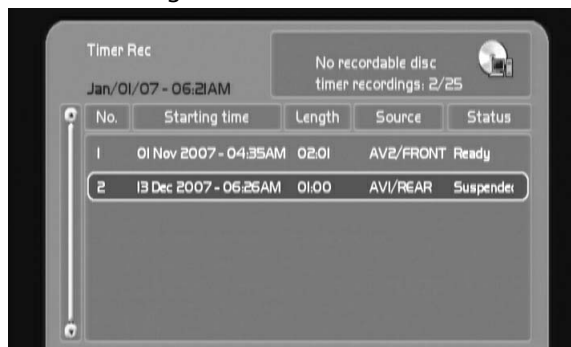 Timer Rec
No recordable disc
Jan/01/07 - 06:21AM
timer recordings: 2/25
No. Starting time Length Source Status
1 01 Nov 2007 - 04:35AM 02:01 AV2/FRONT Ready
2 13 Dec 2007 - 06:26AM 01:00 AV1/REAR Suspended